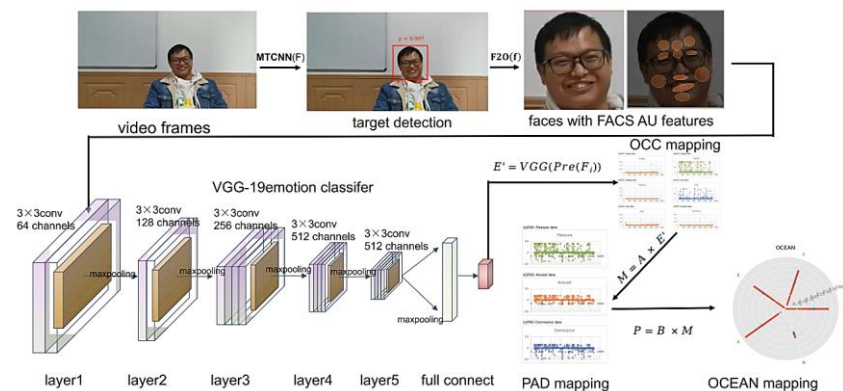 p = 0.997
MTCNN(F)
F2O(f)
video frames
target detection
faces with FACS AU features
OCC mapping
E' = VGG(Pre(F_i))
VGG-19emotion classifer
3×3conv
64 channels
3×3conv
128 channels
3×3conv
256 channels
3×3conv
512 channels
3×3conv
512 channels
maxpooling
maxpooling
maxpooling
maxpooling
maxpooling
M = A × E'
Pleasure
Arousal
Dominance
P = B × M
OCEAN
layer1
layer2
layer3
layer4
layer5
full connect
PAD mapping
OCEAN mapping